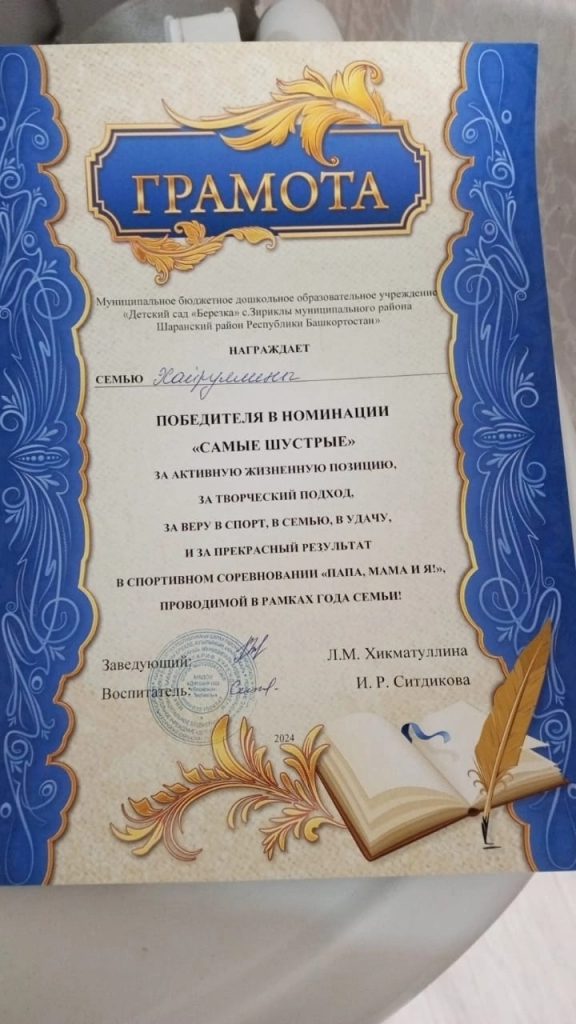 ГРАМОТА
Муниципальное бюджетное дошкольное образовательное учреждение
«Детский сад «Березка» с.Зириклы муниципального района
Шаранский район Республики Башкортостан»
НАГРАЖДАЕТ
СЕМЬЮ Хайруллины
ПОБЕДИТЕЛЯ В НОМИНАЦИИ
«САМЫЕ ШУСТРЫЕ»
ЗА АКТИВНУЮ ЖИЗНЕННУЮ ПОЗИЦИЮ,
ЗА ТВОРЧЕСКИЙ ПОДХОД,
ЗА ВЕРУ В СПОРТ, В СЕМЬЮ, В УДАЧУ,
И ЗА ПРЕКРАСНЫЙ РЕЗУЛЬТАТ
В СПОРТИВНОМ СОРЕВНОВАНИИ «ПАПА, МАМА И Я!»,
ПРОВОДИМОЙ В РАМКАХ ГОДА СЕМЬИ!
Заведующий: Л.М. Хикматуллина
Воспитатель: И. Р. Ситдикова
2024